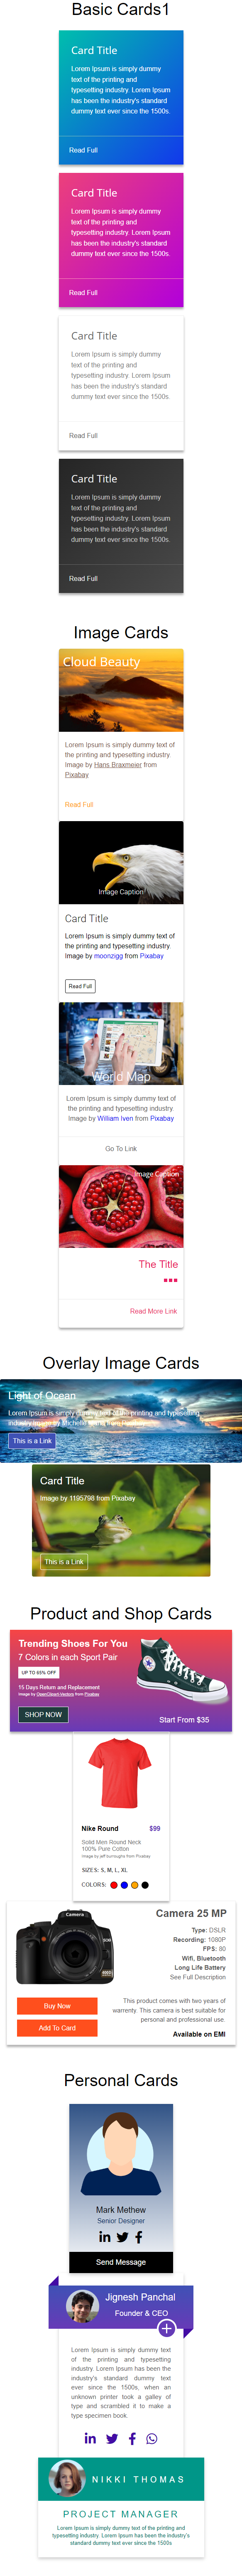 Basic Cards1
Card Title
Lorem Ipsum is simply dummy
text of the printing and
typesetting industry. Lorem Ipsum
has been the industry's standard
dummy text ever since the 1500s.
Read Full
Card Title
Lorem Ipsum is simply dummy
text of the printing and
typesetting industry. Lorem Ipsum
has been the industry's standard
dummy text ever since the 1500s.
Read Full
Card Title
Lorem Ipsum is simply dummy
text of the printing and
typesetting industry. Lorem Ipsum
has been the industry's standard
dummy text ever since the 1500s.
Read Full
Card Title
Lorem Ipsum is simply dummy
text of the printing and
typesetting industry. Lorem Ipsum
has been the industry's standard
dummy text ever since the 1500s.
Read Full
Image Cards
Cloud Beauty
Lorem Ipsum is simply dummy text of
the printing and typesetting industry.
Image by Hans Braxmeier from
Pixabay
Read Full
Image Caption
Card Title
Lorem Ipsum is simply dummy text of
the printing and typesetting industry.
Image by moonzigg from Pixabay
Read Full
World Map
Lorem Ipsum is simply dummy text of
the printing and typesetting industry.
Image by William Iven from Pixabay
Go To Link
Image Caption
The Title
Read More Link
Overlay Image Cards
Light of Ocean
Lorem Ipsum is simply dummy text of the printing and typesetting
industry. Image by Michelle
This is a Link
Card Title
Image by 1195798 from Pixabay
This is a Link
Product and Shop Cards
Trending Shoes For You
7 Colors in each Sport Pair
UP TO 65% OFF
15 Days Return and Replacement
Image by OpenClipart-Vectors from Pixabay
SHOP NOW
Start From $35
Nike Round $99
Solid Men Round Neck
100% Pure Cotton
Image by jeff burroughs from Pixabay
SIZES: S, M, L, XL
COLORS:
Camera
Camera 25 MP
Type: DSLR
Recording: 1080P
FPS: 80
Wifi, Bluetooth
Long Life Battery
See Full Description
Buy Now
Add To Card
This product comes with two years of
warrenty. This camera is best suitable for
personal and professional use.
Available on EMI
Personal Cards
Mark Methew
Senior Designer
Send Message
Jignesh Panchal
Founder & CEO
Lorem Ipsum is simply dummy text
of the printing and typesetting
industry. Lorem Ipsum has been the
industry's standard dummy text
ever since the 1500s, when an
unknown printer took a galley of
type and scrambled it to make a
type specimen book.
NIKKI THOMAS
PROJECT MANAGER
Lorem Ipsum is simply dummy text of the printing and
typesetting industry. Lorem Ipsum has been the industry's
standard dummy text ever since the 1500s